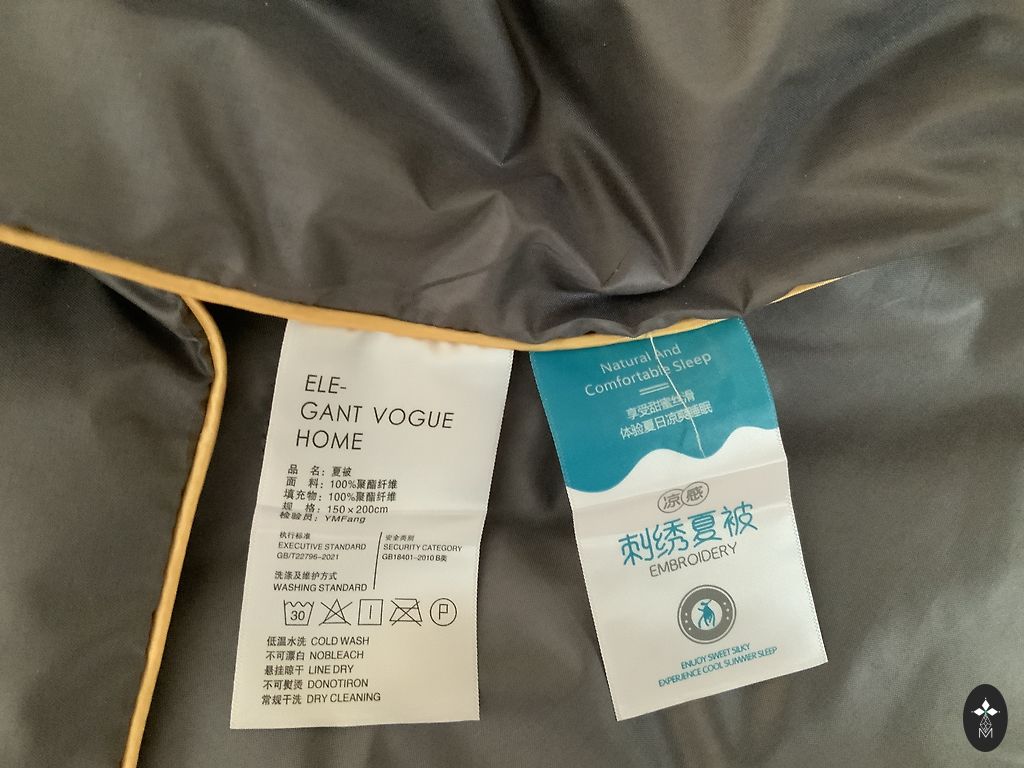 ELE-
GANT VOGUE
HOME
品 名：夏被
面 料：100%聚酯纤维
填充物：100%聚酯纤维
规 格：150×200cm
检验员：YMFang
执行标准
EXECUTIVE STANDARD
GB/T22796-2021
安全类别
SECURITY CATEGORY
GB18401-2010 B类
洗涤及维护方式
WASHING STANDARD
30
P
低温水洗 COLD WASH
不可漂白 NOBLEACH
悬挂晾干 LINE DRY
不可熨烫 DONOTIRON
常规干洗 DRY CLEANING
Natural And
Comfortable Sleep
享受甜蜜丝滑
体验夏日凉爽睡眠
凉感
刺绣夏被
EMBROIDERY
ENJOY SWEET SILKY
EXPERIENCE COOL SUMMER SLEEP
M